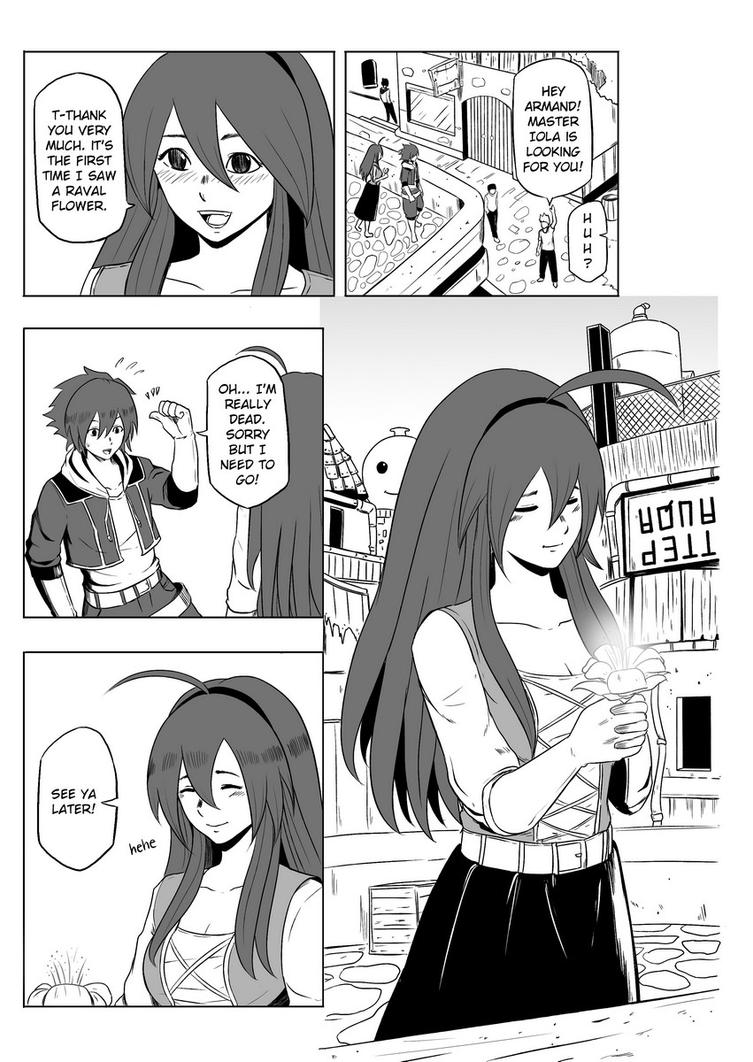 T-THANK
YOU VERY
MUCH. IT'S
THE FIRST
TIME I SAW
A RAVAL
FLOWER.
HEY
ARMAND!
MASTER
IOLA IS
LOOKING
FOR YOU!
HUH?
OH... I'M
REALLY
DEAD.
SORRY
BUT I
NEED TO
GO!
SEE YA
LATER!
hehe